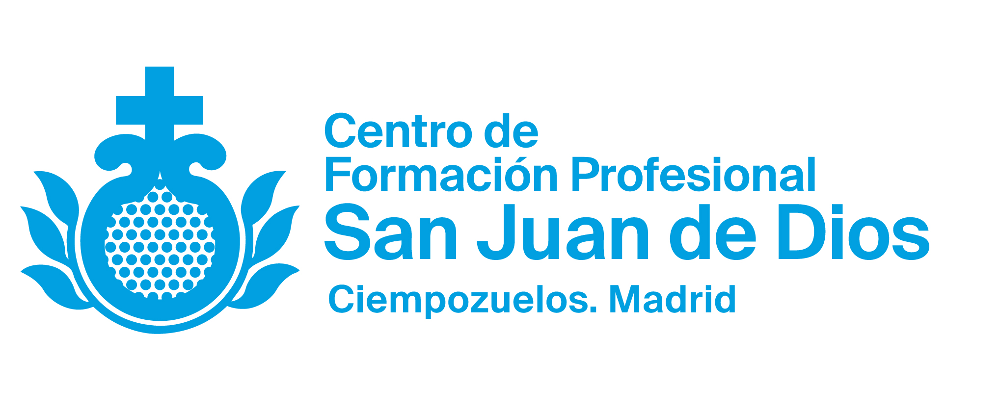 Centro de
Formación Profesional
San Juan de Dios
Ciempozuelos. Madrid